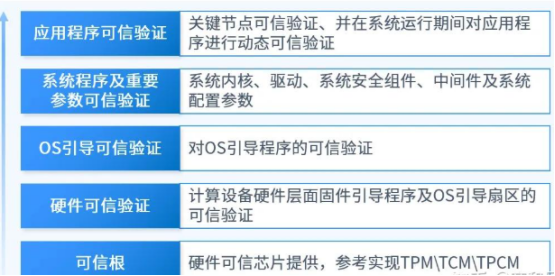 应用程序可信验证
关键节点可信验证、并在系统运行期间对应用程
序进行动态可信验证
系统程序及重要
参数可信验证
系统内核、驱动、系统安全组件、中间件及系统
配置参数
OS引导可信验证
对OS引导程序的可信验证
硬件可信验证
计算设备硬件层面固件引导程序及OS引导扇区的
可信验证
可信根
硬件可信芯片提供，参考实现TPM\TCM\TPCM